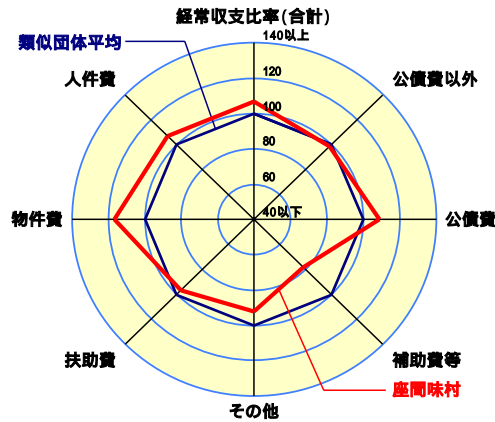 経常収支比率(合計)
140以上
類似団体平均
120
人件費
公債費以外
100
80
60
40以下
物件費
公債費
扶助費
補助費等
座間味村
その他